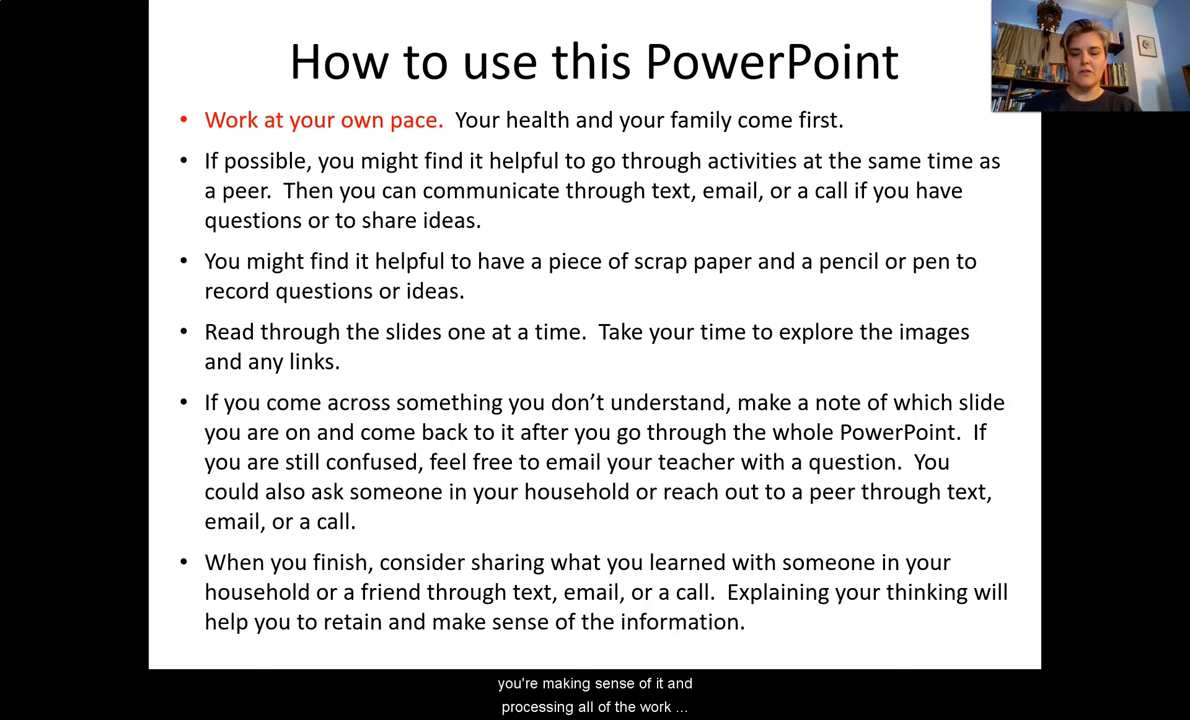 How to use this PowerPoint
• Work at your own pace.  Your health and your family come first.
• If possible, you might find it helpful to go through activities at the same time as
a peer.  Then you can communicate through text, email, or a call if you have
questions or to share ideas.
• You might find it helpful to have a piece of scrap paper and a pencil or pen to
record questions or ideas.
• Read through the slides one at a time.  Take your time to explore the images
and any links.
• If you come across something you don’t understand, make a note of which slide
you are on and come back to it after you go through the whole PowerPoint.  If
you are still confused, feel free to email your teacher with a question.  You
could also ask someone in your household or reach out to a peer through text,
email, or a call.
• When you finish, consider sharing what you learned with someone in your
household or a friend through text, email, or a call.  Explaining your thinking will
help you to retain and make sense of the information.
you're making sense of it and
processing all of the work ...